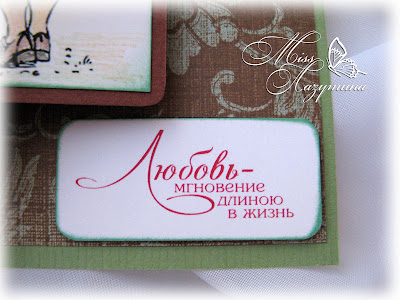 Miss
Лазутина
Любовь-
мгновение
длиною
в жизнь